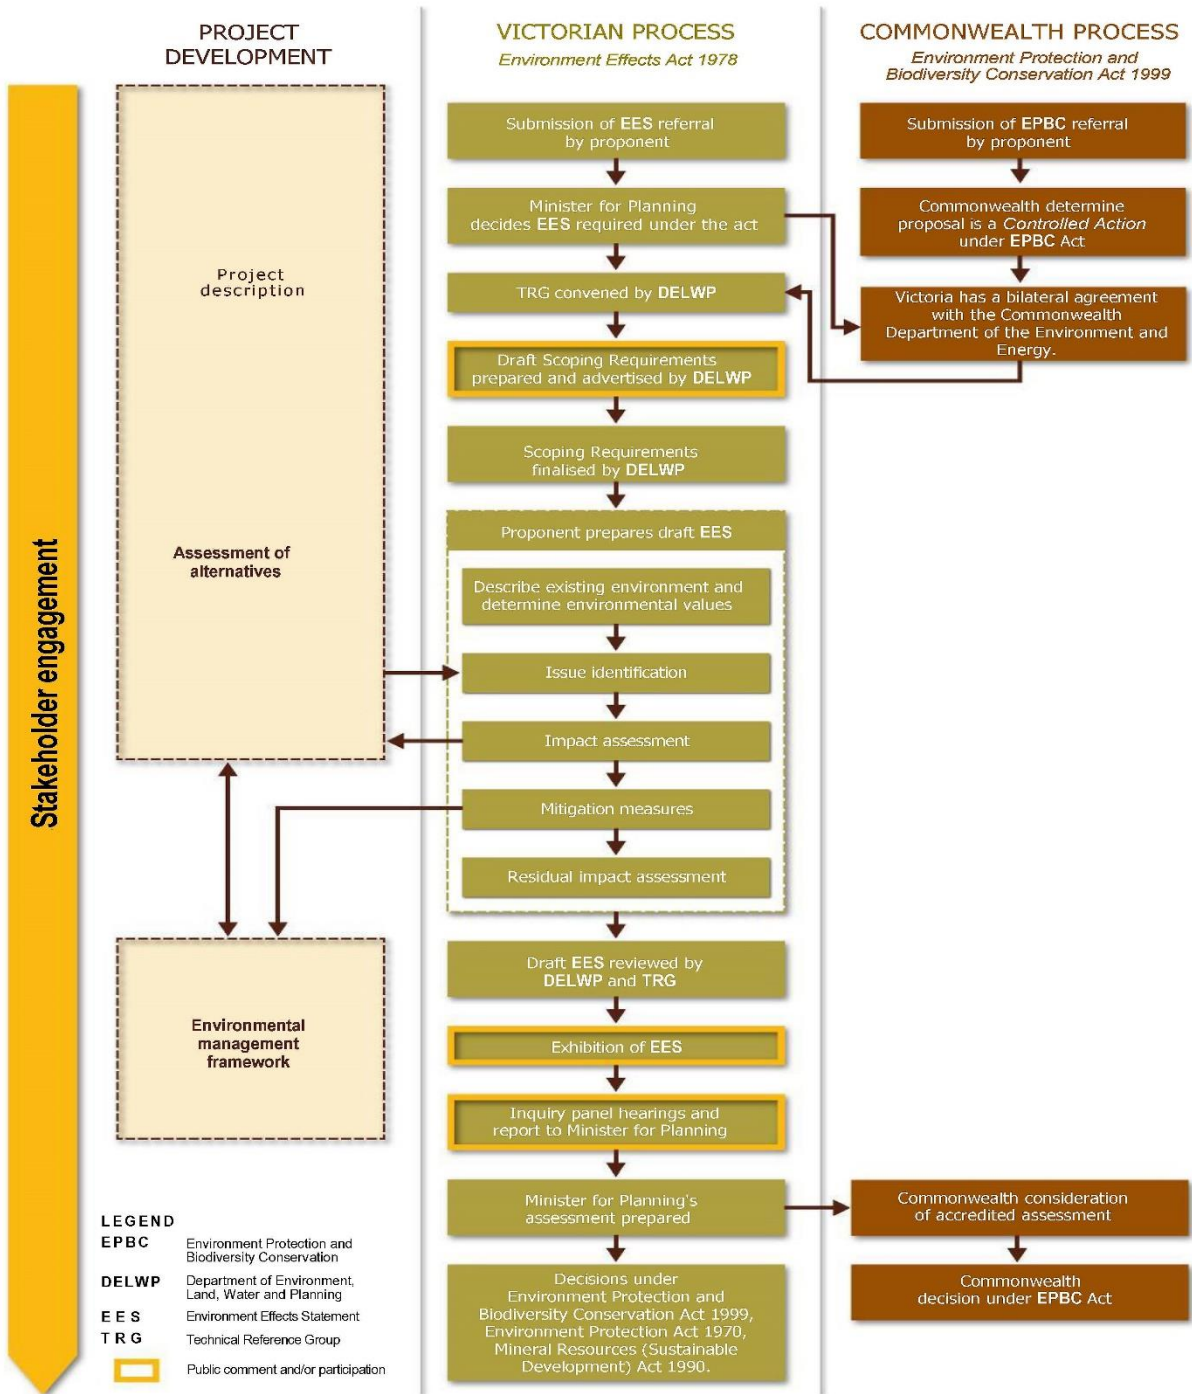 PROJECT
DEVELOPMENT
VICTORIAN PROCESS
Environment Effects Act 1978
COMMONWEALTH PROCESS
Environment Protection and
Biodiversity Conservation Act 1999
Stakeholder engagement
Project
description
Assessment of
alternatives
Environmental
management
framework
Submission of EES referral
by proponent
Minister for Planning
decides EES required under the act
TRG convened by DELWP
Draft Scoping Requirements
prepared and advertised by DELWP
Scoping Requirements
finalised by DELWP
Proponent prepares draft EES
Describe existing environment and
determine environmental values
Issue identification
Impact assessment
Mitigation measures
Residual impact assessment
Draft EES reviewed by
DELWP and TRG
Exhibition of EES
Inquiry panel hearings and
report to Minister for Planning
Minister for Planning's
assessment prepared
Decisions under
Environment Protection and
Biodiversity Conservation Act 1999,
Environment Protection Act 1970,
Mineral Resources (Sustainable
Development) Act 1990.
Submission of EPBC referral
by proponent
Commonwealth determine
proposal is a Controlled Action
under EPBC Act
Victoria has a bilateral agreement
with the Commonwealth
Department of the Environment and
Energy.
Commonwealth consideration
of accredited assessment
Commonwealth
decision under EPBC Act
LEGEND
EPBC Environment Protection and
Biodiversity Conservation
DELWP Department of Environment,
Land, Water and Planning
EES Environment Effects Statement
TRG Technical Reference Group
Public comment and/or participation